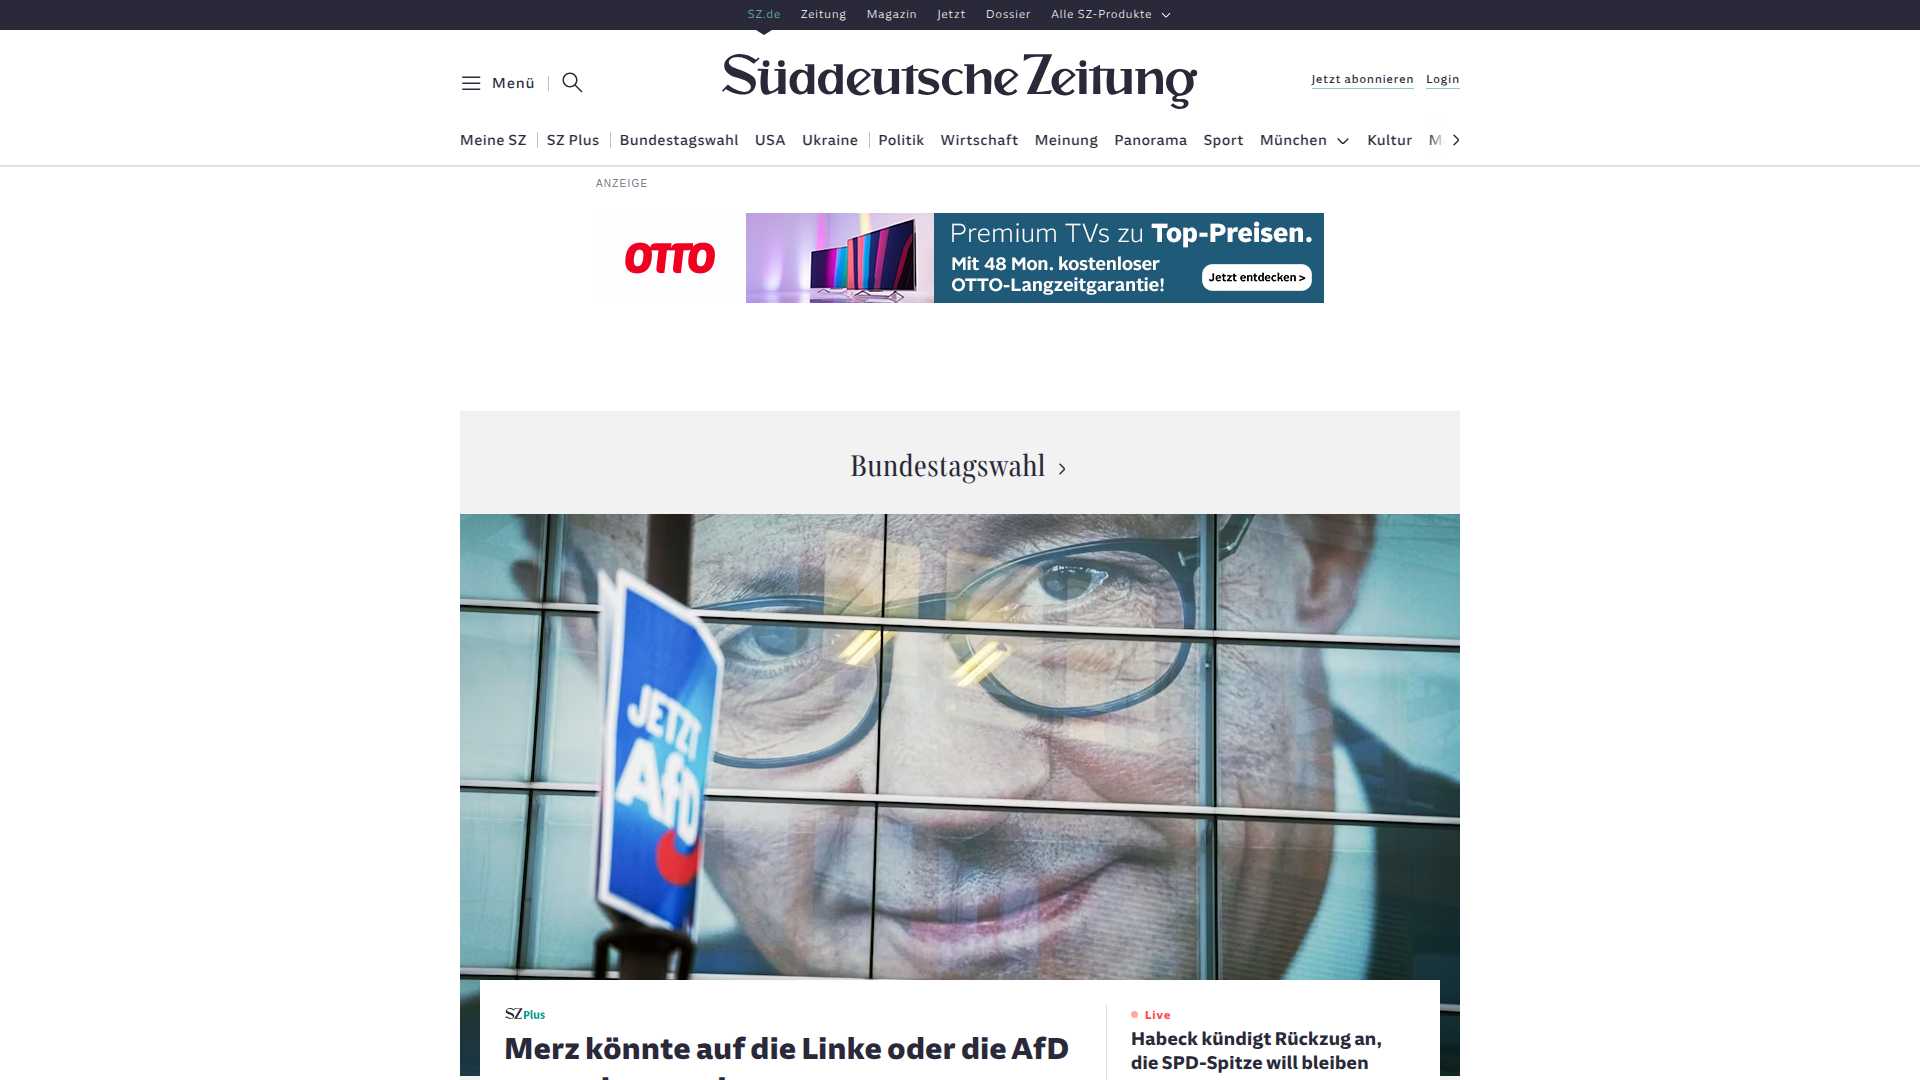 SZ.de Zeitung Magazin Jetzt Dossier Alle SZ-Produkte
Menü
Süddeutsche Zeitung
Jetzt abonnieren Login
Meine SZ SZ Plus Bundestagswahl USA Ukraine Politik Wirtschaft Meinung Panorama Sport München Kultur M
ANZEIGE
OTTO
Premium TVs zu Top-Preisen.
Mit 48 Mon. kostenloser
OTTO-Langzeitgarantie!
Jetzt entdecken >
Bundestagswahl
JETZT
AfD
SZ Plus
Merz könnte auf die Linke oder die AfD
Live
Habeck kündigt Rückzug an,
die SPD-Spitze will bleiben